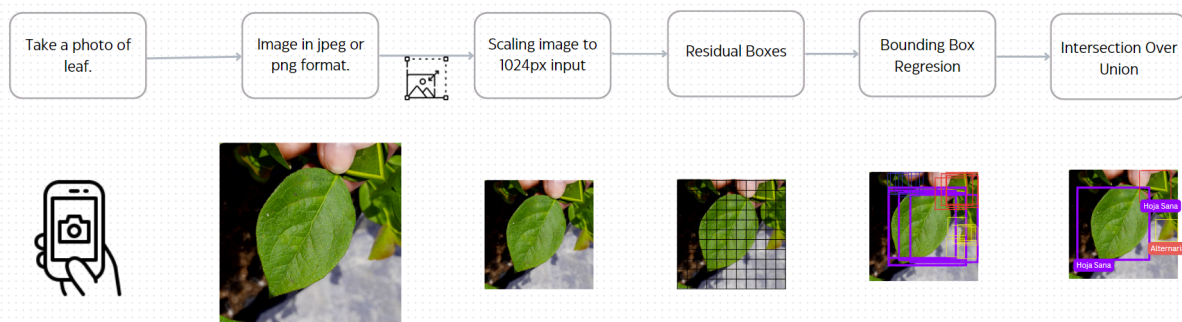 Take a photo of
leaf.
Image in jpeg or
png format.
Scaling image to
1024px input
Residual Boxes
Bounding Box
Regresion
Intersection Over
Union
Hoja Sana
Alternari
Hoja Sana